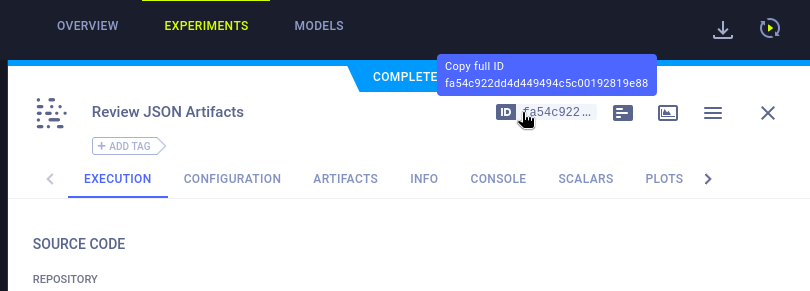 OVERVIEW EXPERIMENTS MODELS
Copy full ID
fa54c922dd4d449494c5c00192819e88
COMPLETE
Review JSON Artifacts ID fa54c922...
+ ADD TAG
EXECUTION CONFIGURATION ARTIFACTS INFO CONSOLE SCALARS PLOTS
SOURCE CODE
REPOSITORY